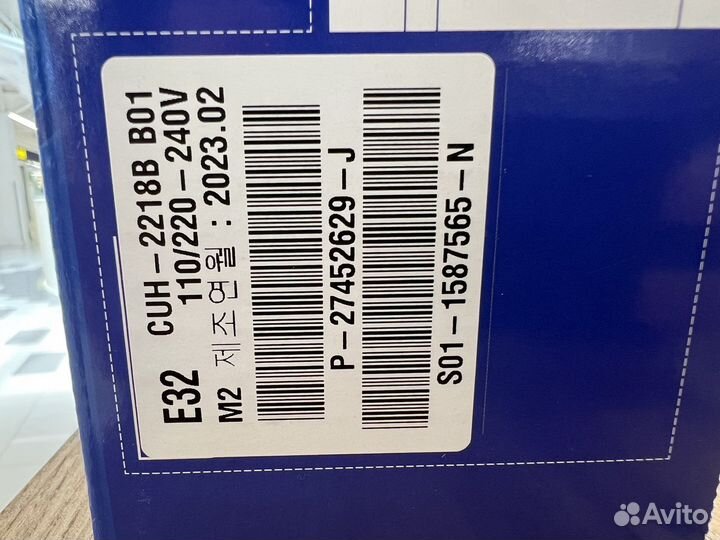 E32 CUH-2218B B01
110/220-240V
M2 제조연월 : 2023.02
P-27452629-J
S01-1587565-N
Avito